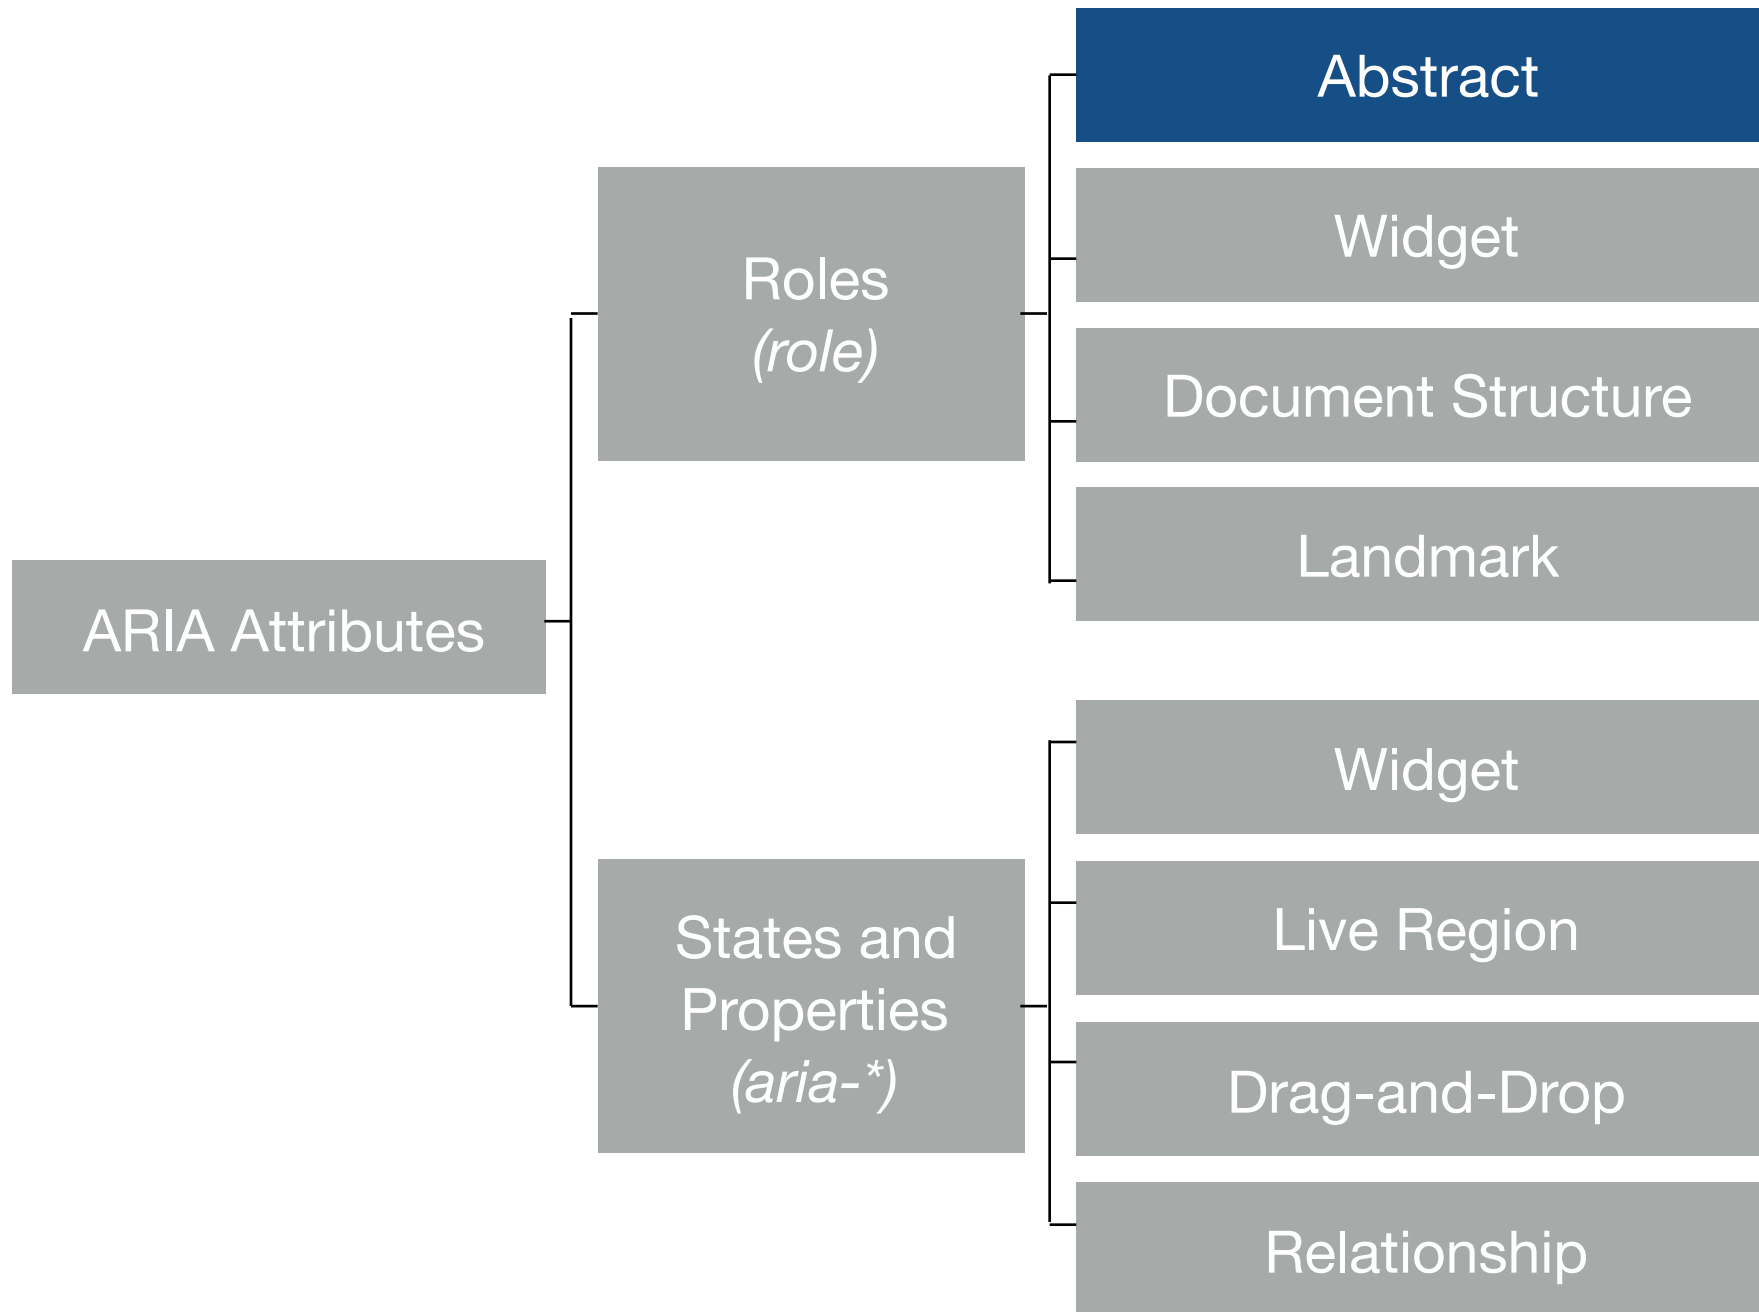 ARIA Attributes
Roles
(role)
Abstract
Widget
Document Structure
Landmark
States and
Properties
(aria-*)
Widget
Live Region
Drag-and-Drop
Relationship